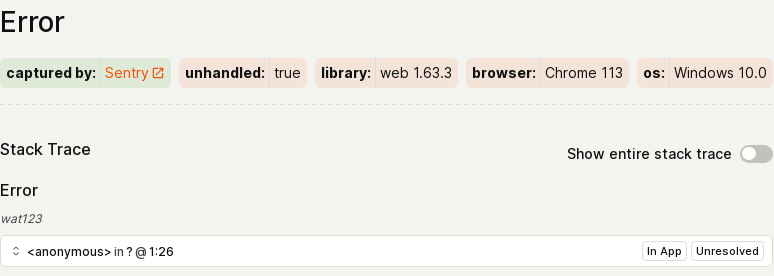 Error
captured by: Sentry unhandled: true library: web 1.63.3 browser: Chrome 113 os: Windows 10.0
Stack Trace
Show entire stack trace
Error
wat123
<anonymous> in ? @ 1:26 In App Unresolved